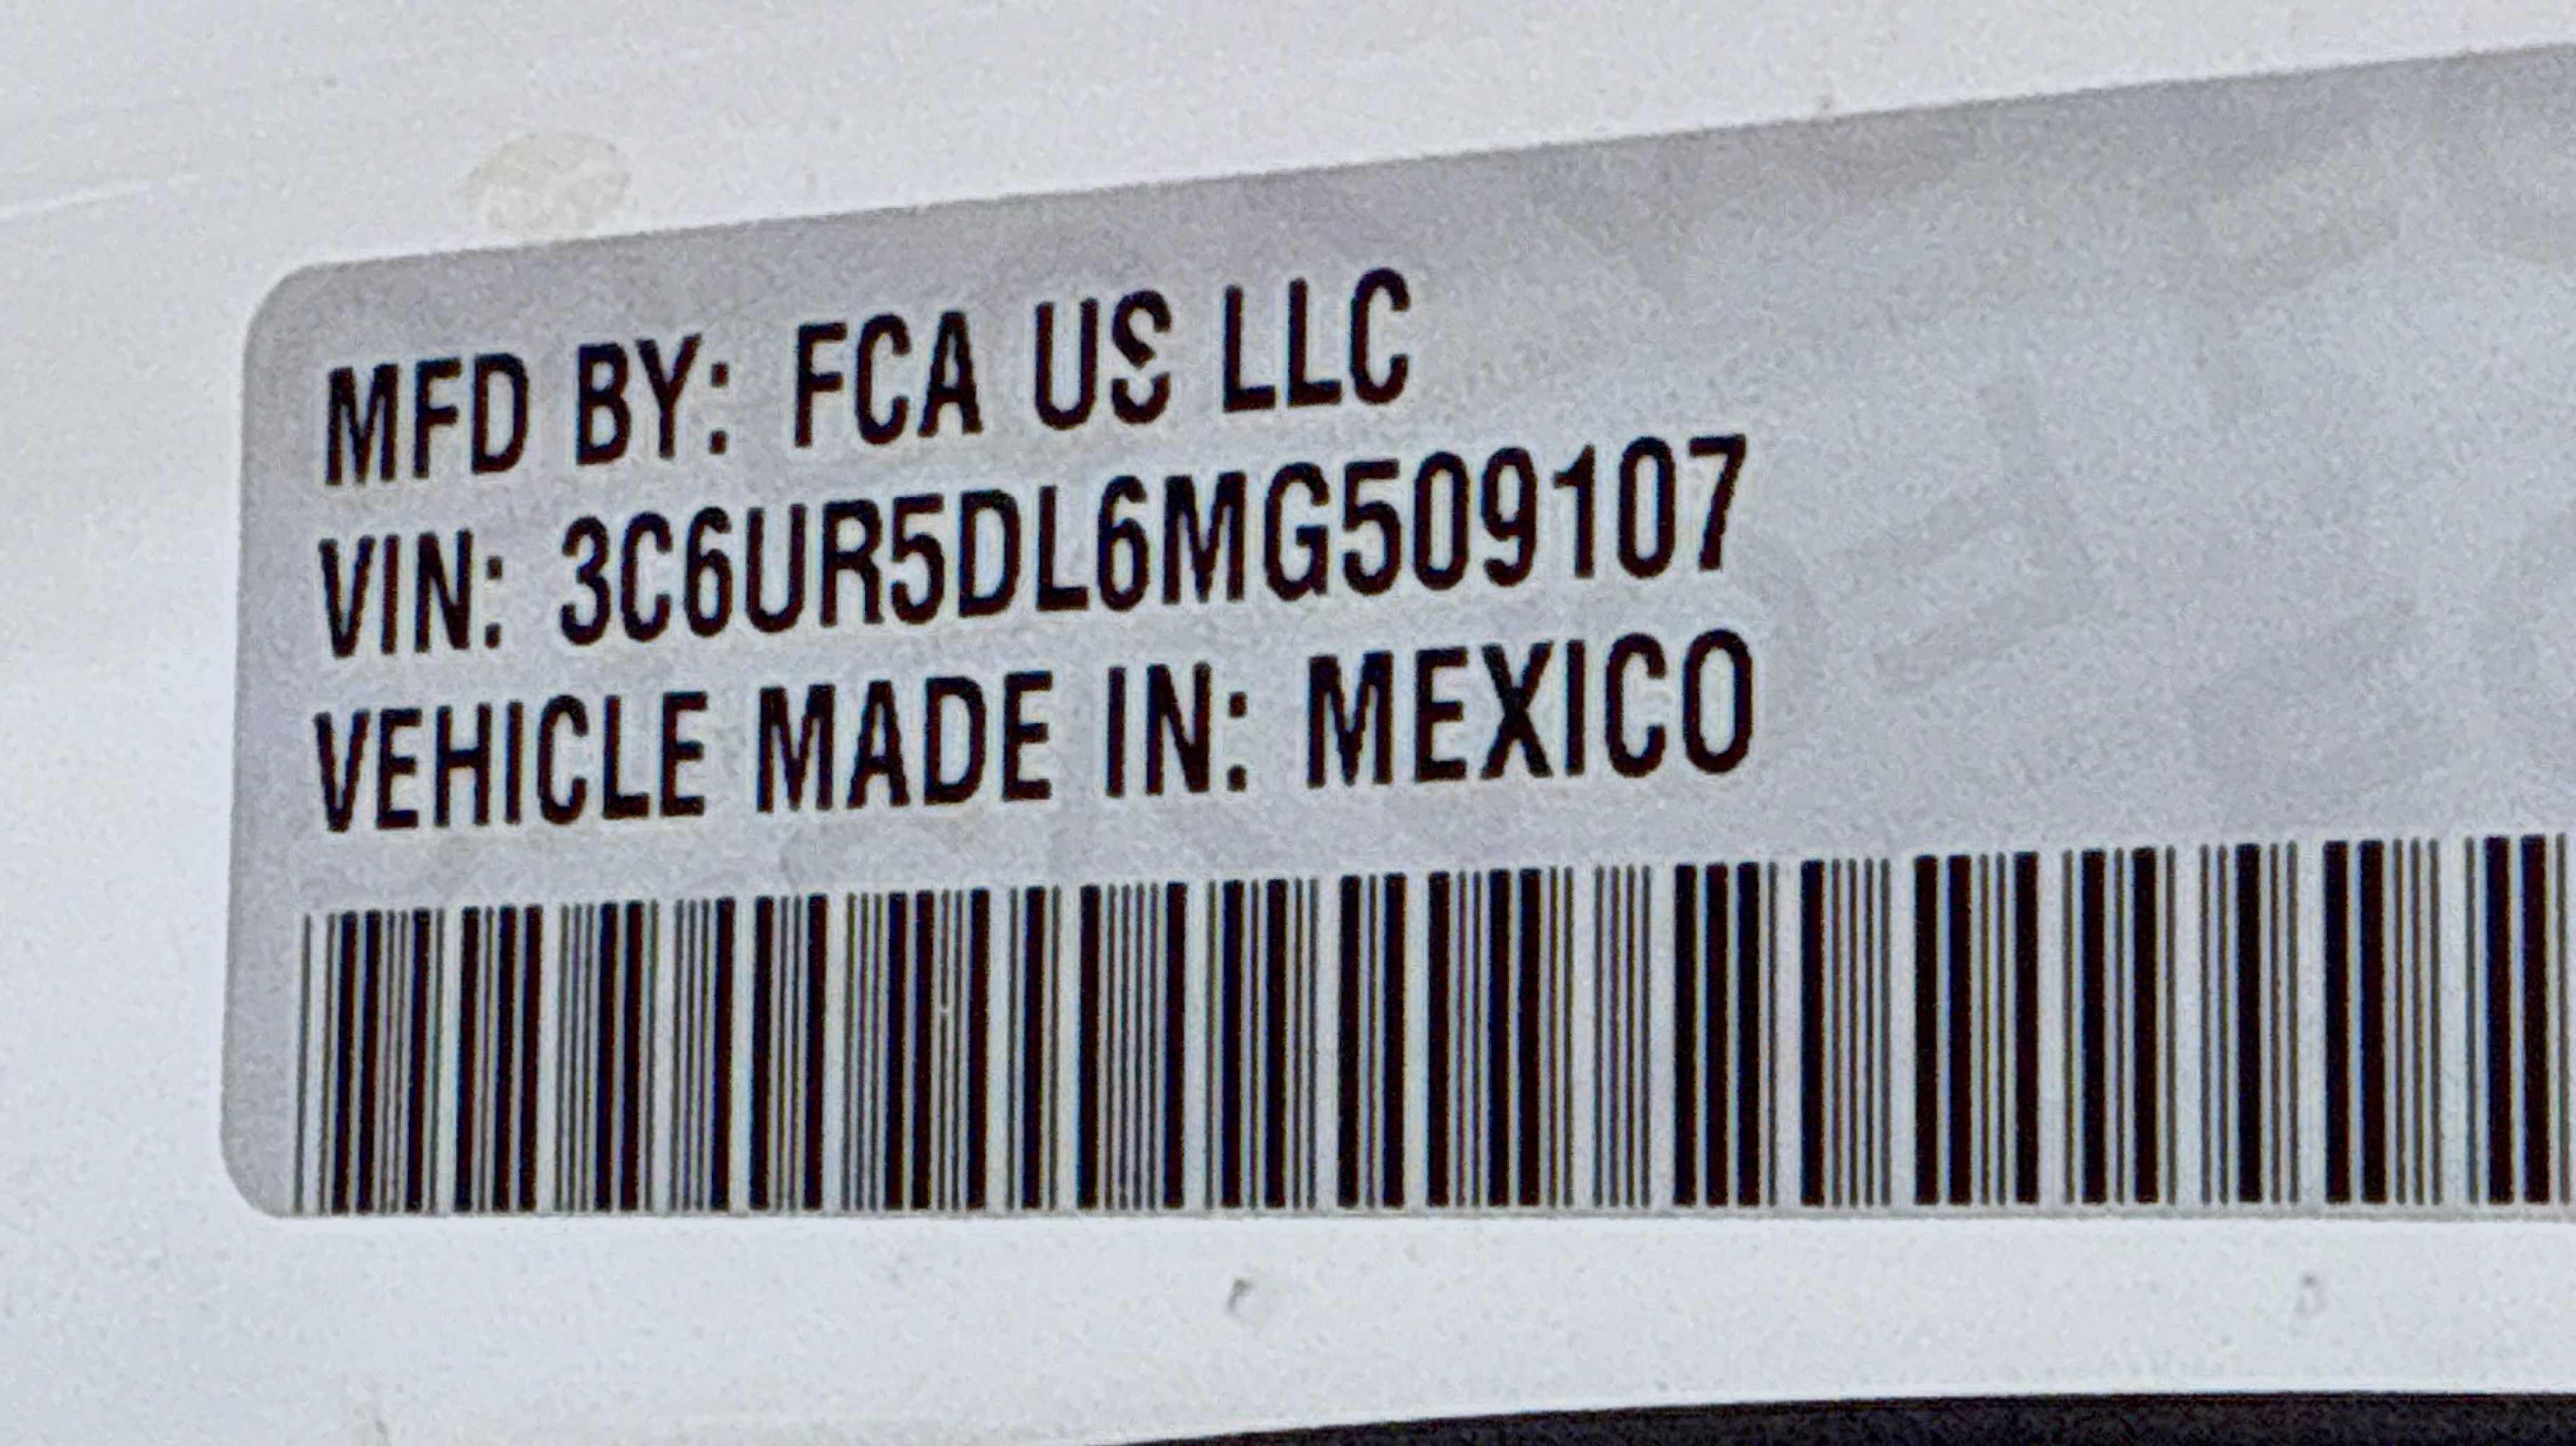 MFD BY: FCA US LLC
VIN: 3C6UR5DL6MG509107
VEHICLE MADE IN: MEXICO